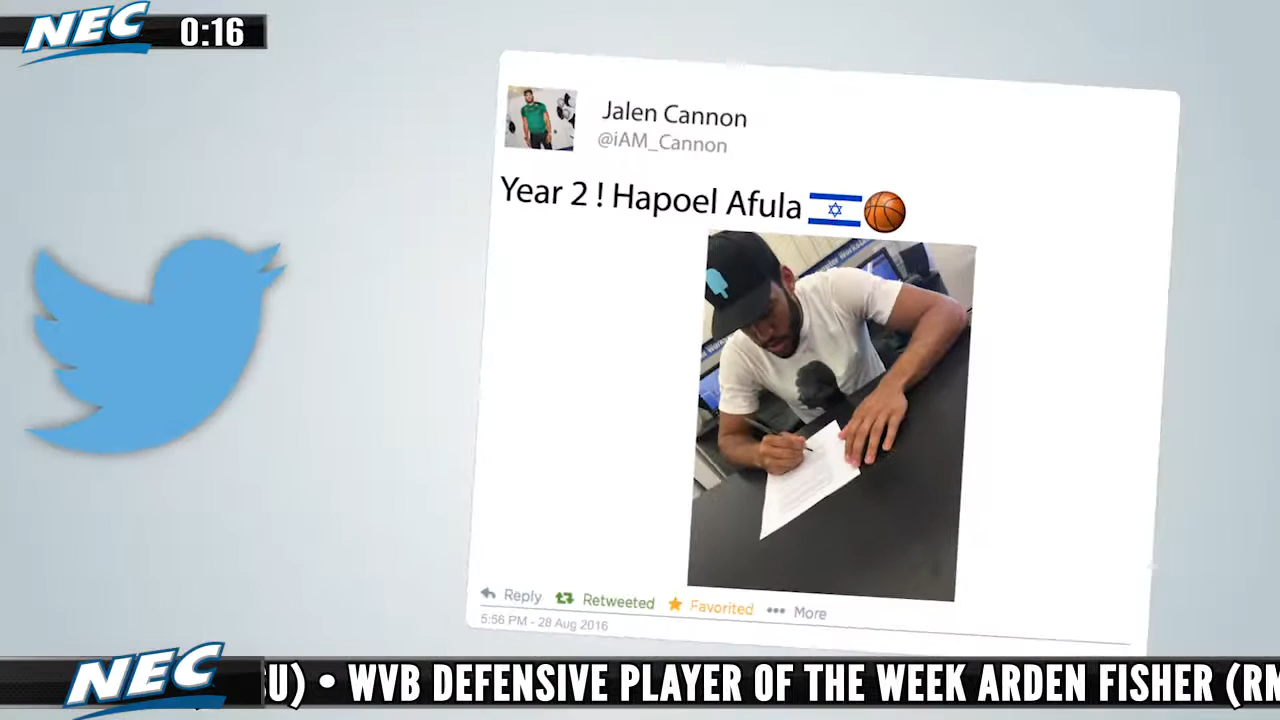 NEC 0:16
Jalen Cannon
@iAM_Cannon
Year 2 ! Hapoel Afula
Reply Retweeted Favorited More
5:56 PM - 28 Aug 2016
NEC U) • WVB DEFENSIVE PLAYER OF THE WEEK ARDEN FISHER (RM